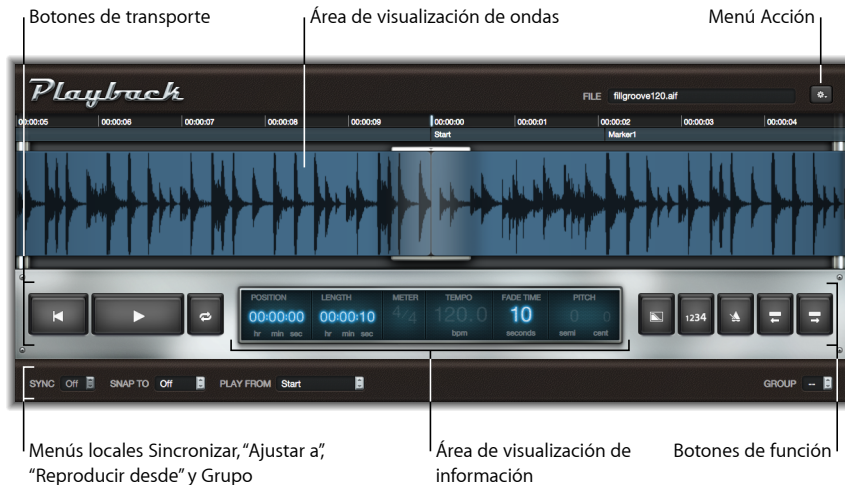 Botones de transporte
Área de visualización de ondas
Menú Acción
Playback
FILE fillgroove120.aif
00:00:05 00:00:06 00:00:07 00:00:08 00:00:09 00:00:00 00:00:01 00:00:02 00:00:03 00:00:04
Start Marker1
POSITION LENGTH METER TEMPO FADE TIME PITCH
00:00:00 00:00:10 4/4 120.0 10 0 0
hr min sec hr min sec bpm seconds semi cent
1234
SYNC Off SNAP TO Off PLAY FROM Start GROUP --
Menús locales Sincronizar, “Ajustar a”,
“Reproducir desde” y Grupo
Área de visualización de
información
Botones de función